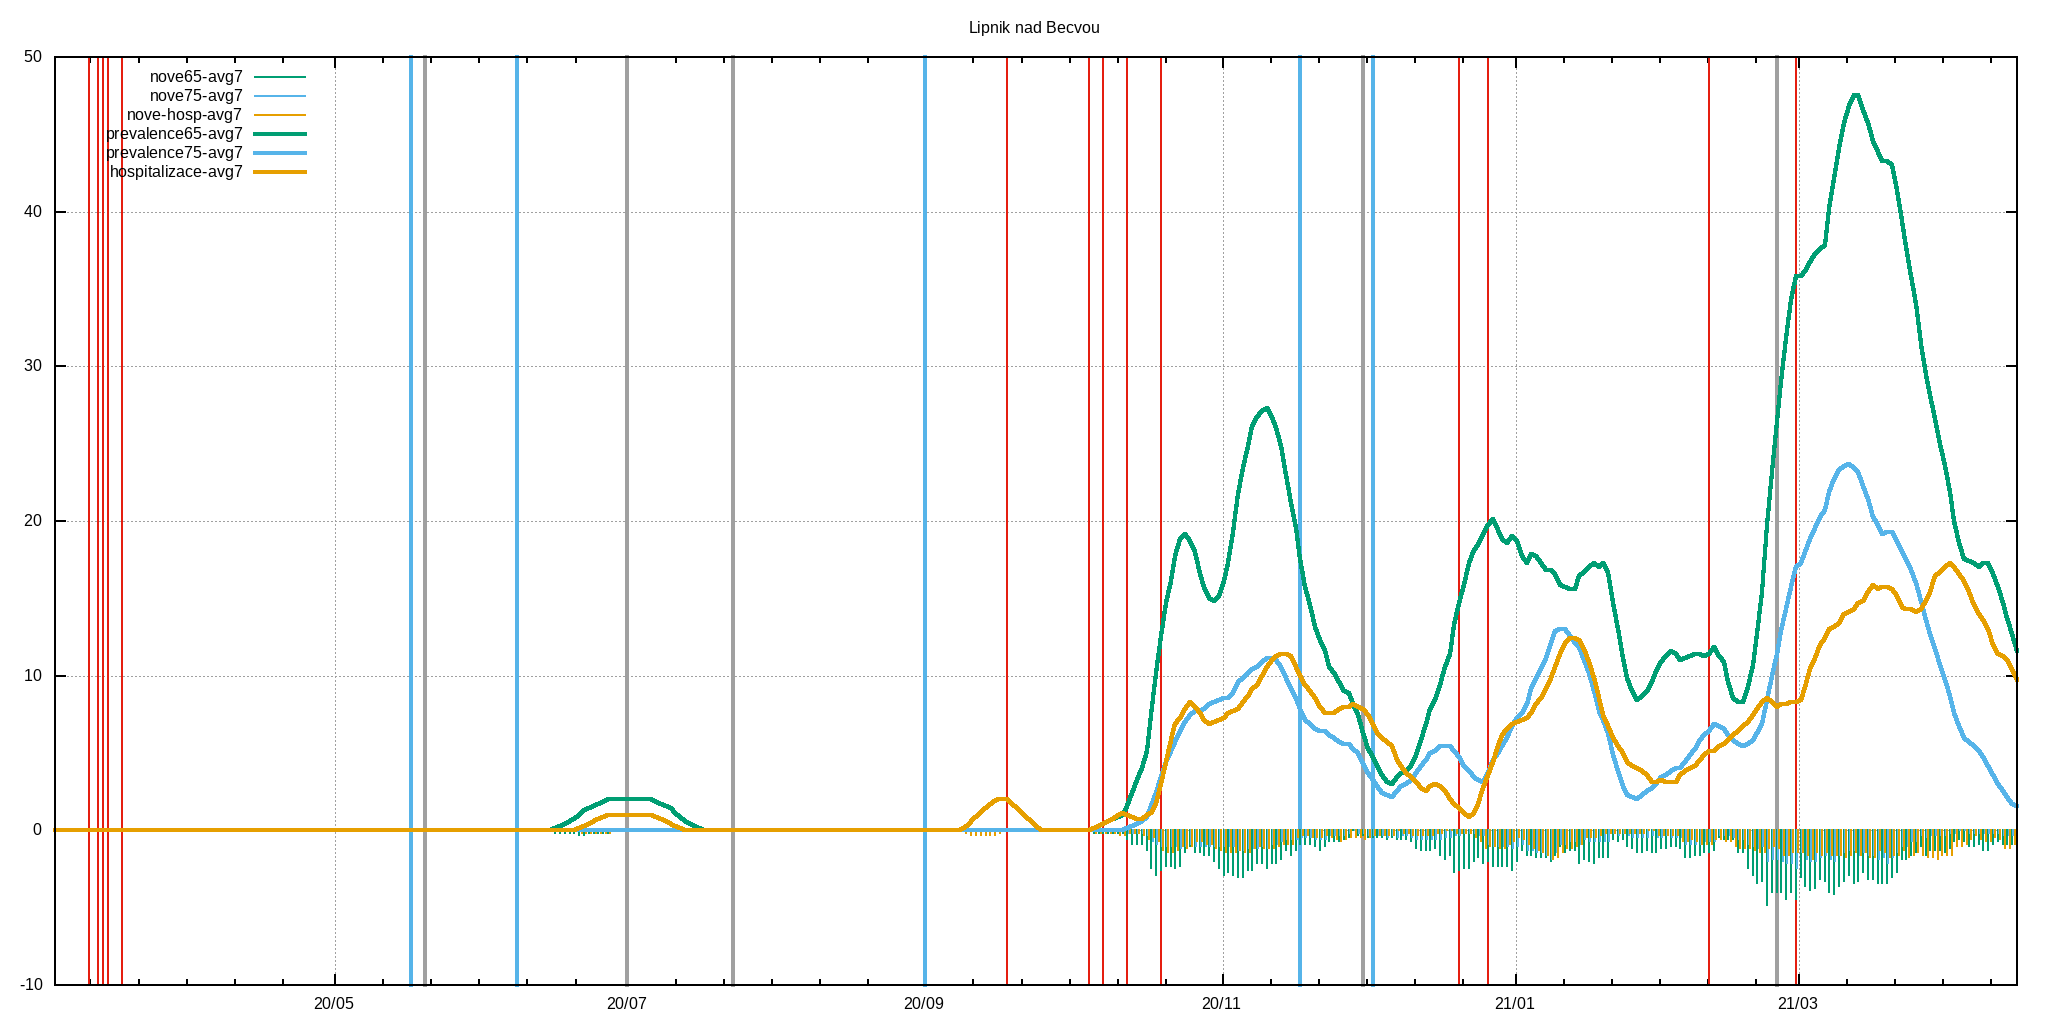 Lipnik nad Becvou
50
nove65-avg7
nove75-avg7
nove-hosp-avg7
prevalence65-avg7
prevalence75-avg7
hospitalizace-avg7
40
30
20
10
0
-10
20/05 20/07 20/09 20/11 21/01 21/03